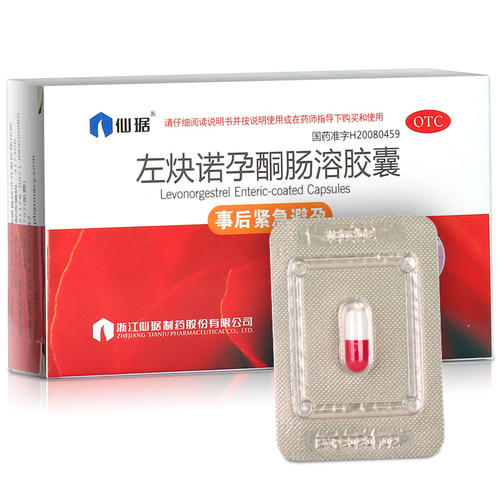 仙琚®
请仔细阅读说明书并按说明使用或在药师指导下购买和使用
国药准字H20080459
OTC
左炔诺孕酮肠溶胶囊
Levonorgestrel Enteric-coated Capsules
事后紧急避孕
浙江仙琚制药股份有限公司
ZHEJIANG XIANJU PHARMACEUTICAL CO., LTD.